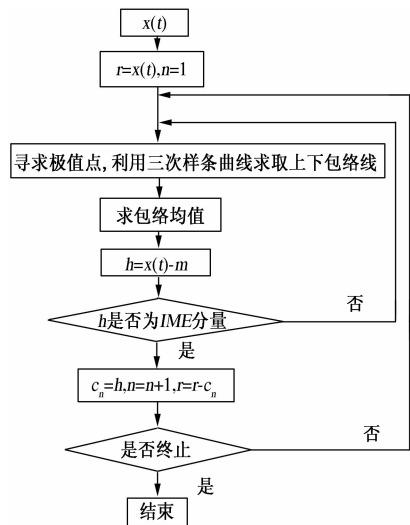 x(t)
r=x(t),n=1
寻求极值点,利用三次样条曲线求取上下包络线
求包络均值
h=x(t)-m
h是否为IME分量
否
是
cₙ=h,n=n+1,r=r-cₙ
是否终止
否
是
结束